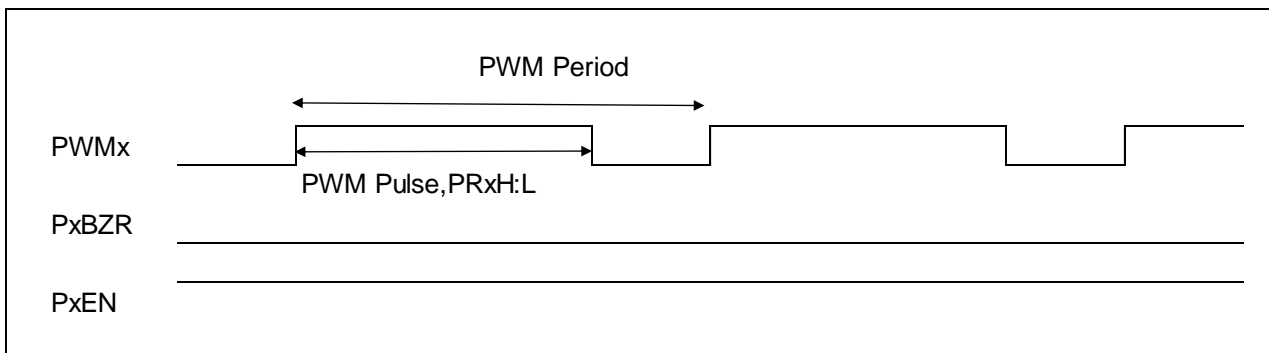 PWM Period
PWMx
PWM Pulse,PRxH:L
PxBZR
PxEN